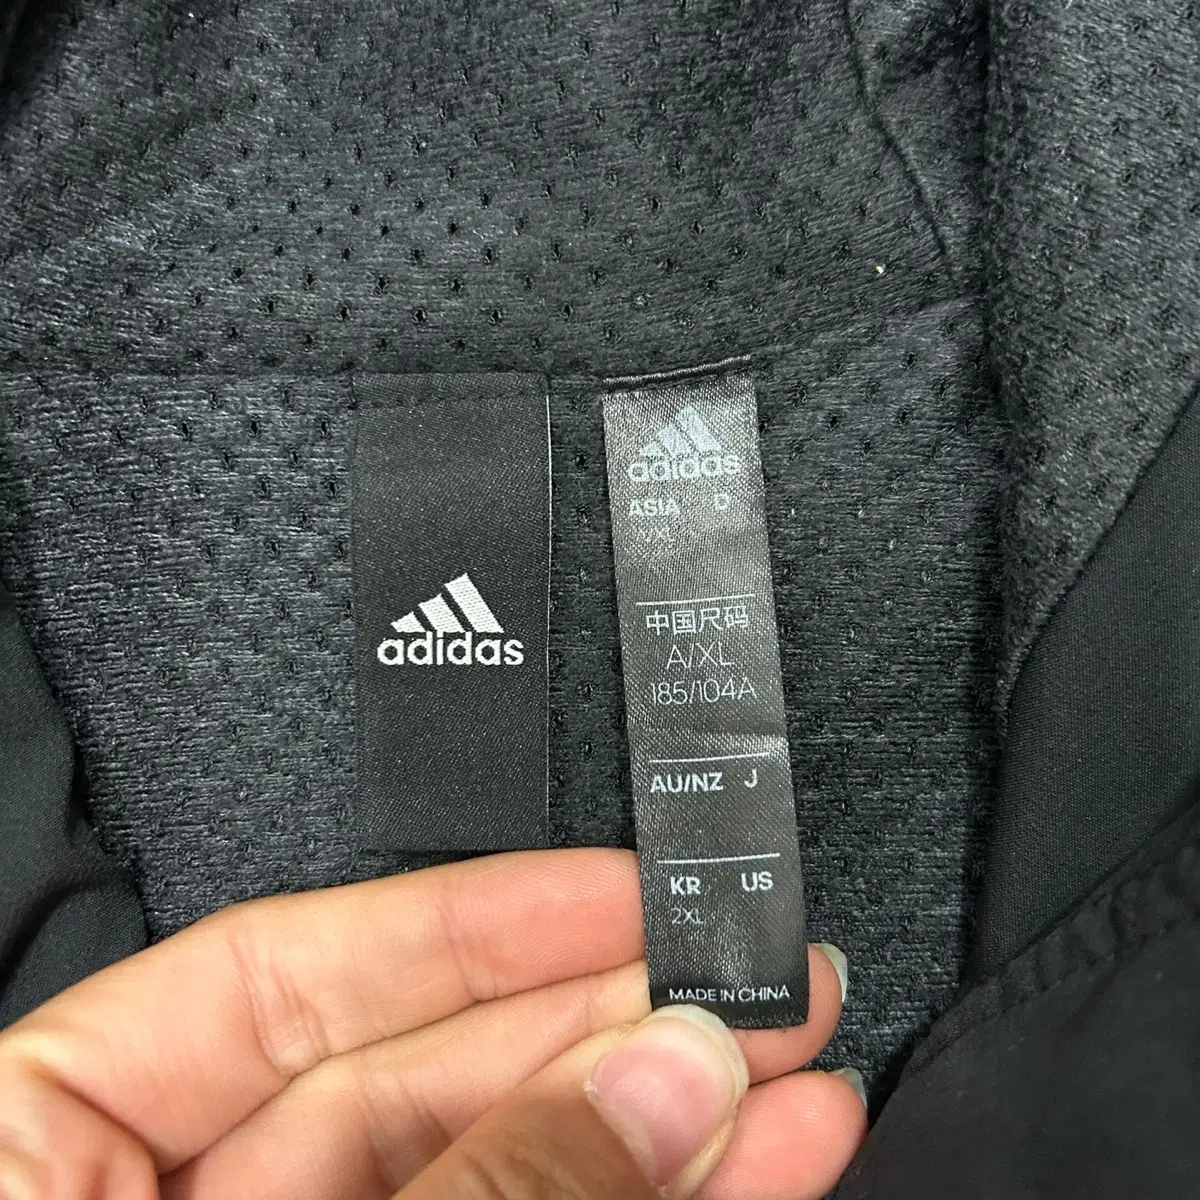 adidas
adidas
ASIA D
中国尺码
A/XL
185/104A
AU/NZ J
KR US
2XL
MADE IN CHINA